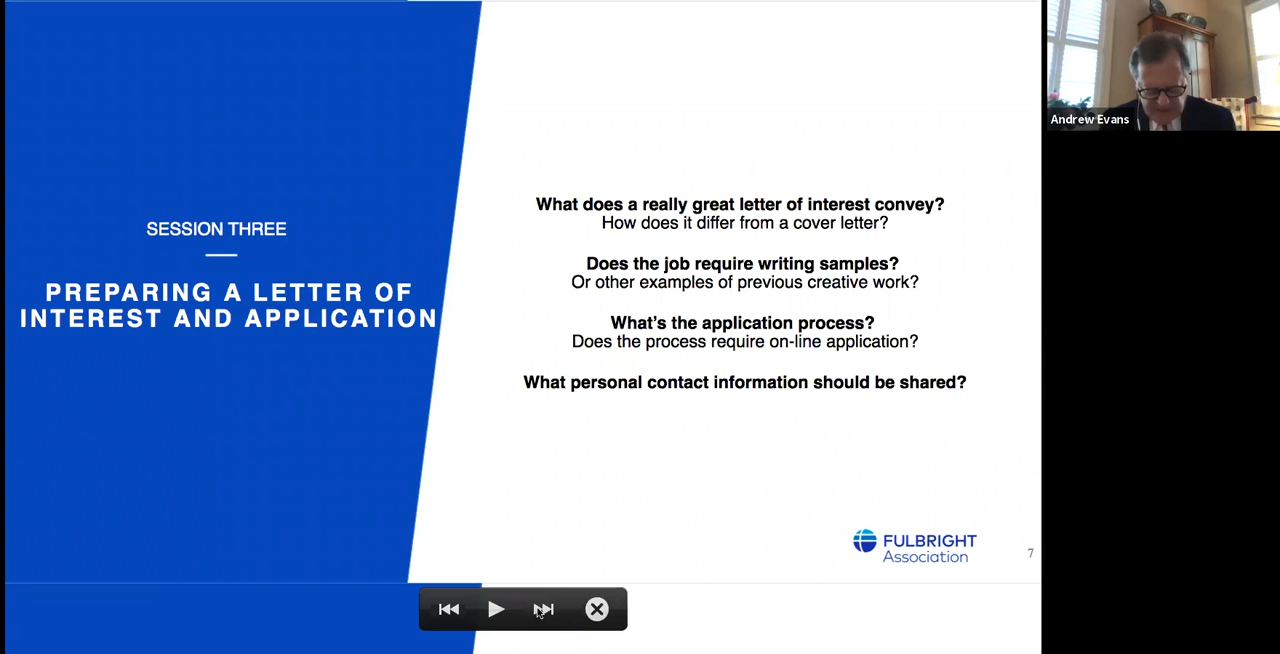 SESSION THREE
PREPARING A LETTER OF
INTEREST AND APPLICATION
What does a really great letter of interest convey?
How does it differ from a cover letter?
Does the job require writing samples?
Or other examples of previous creative work?
What's the application process?
Does the process require on-line application?
What personal contact information should be shared?
FULBRIGHT
Association
7
Andrew Evans